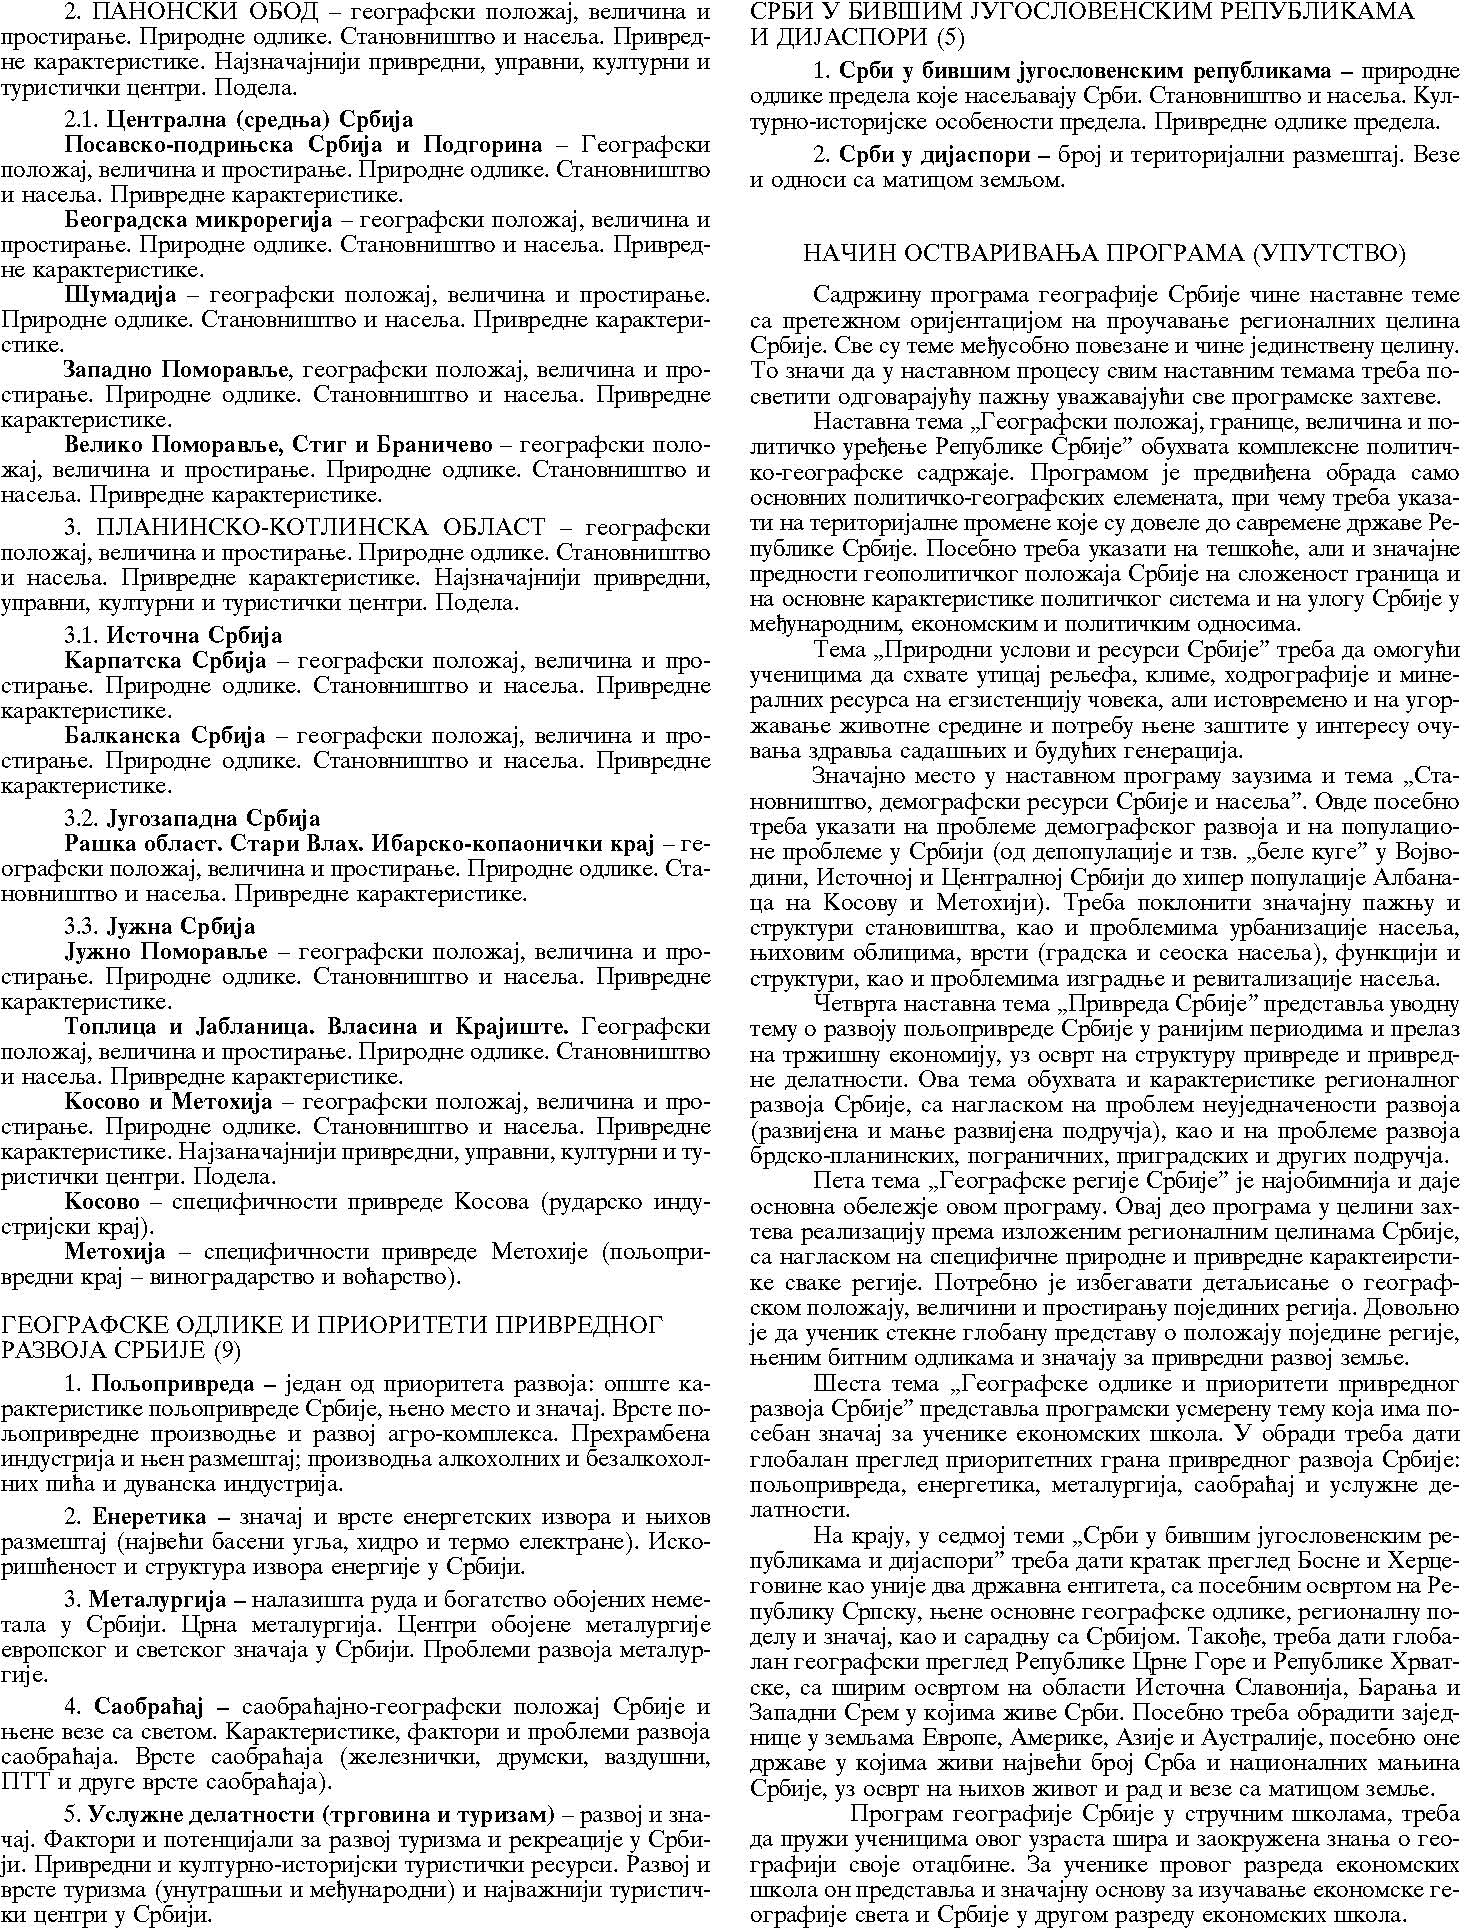 2. ПАНОНСКИ ОБОД – географски положај, величина и
простирање. Природне одлике. Становништво и насеља. Привред-
не карактеристике. Најзначајнији привредни, управни, културни и
туристички центри. Подела.
2.1. Централна (средња) Србија
Посавско-подрињска Србија и Подгорина – Географски
положај, величина и простирање. Природне одлике. Становништво
и насеља. Привредне карактеристике.
Београдска микрорегија – географски положај, величина и
простирање. Природне одлике. Становништво и насеља. Привред-
не карактеристике.
Шумадија – географски положај, величина и простирање.
Природне одлике. Становништво и насеља. Привредне карактери-
стике.
Западно Поморавље, географски положај, величина и про-
стирање. Природне одлике. Становништво и насеља. Привредне
карактеристике.
Велико Поморавље, Стиг и Браничево – географски поло-
жај, величина и простирање. Природне одлике. Становништво и
насеља. Привредне карактеристике.
3. ПЛАНИНСКО-КОТЛИНСКА ОБЛАСТ – географски
положај, величина и простирање. Природне одлике. Становништво
и насеља. Привредне карактеристике. Најзначајнији привредни,
управни, културни и туристички центри. Подела.
3.1. Источна Србија
Карпатска Србија – географски положај, величина и про-
стирање. Природне одлике. Становништво и насеља. Привредне
карактеристике.
Балканска Србија – географски положај, величина и про-
стирање. Природне одлике. Становништво и насеља. Привредне
карактеристике.
3.2. Југозападна Србија
Рашка област. Стари Влах. Ибарско-копаонички крај – ге-
ографски положај, величина и простирање. Природне одлике. Ста-
новништво и насеља. Привредне карактеристике.
3.3. Јужна Србија
Јужно Поморавље – географски положај, величина и про-
стирање. Природне одлике. Становништво и насеља. Привредне
карактеристике.
Топлица и Јабланица. Власина и Крајиште. Географски
положај, величина и простирање. Природне одлике. Становништво
и насеља. Привредне карактеристике.
Косово и Метохија – географски положај, величина и про-
стирање. Природне одлике. Становништво и насеља. Привредне
карактеристике. Најзаначајнији привредни, управни, културни и ту-
ристички центри. Подела.
Косово – специфичности привреде Косова (рударско инду-
стријски крај).
Метохија – специфичности привреде Метохије (пољопри-
вредни крај – виноградарство и воћарство).
ГЕОГРАФСКЕ ОДЛИКЕ И ПРИОРИТЕТИ ПРИВРЕДНОГ
РАЗВОЈА СРБИЈЕ (9)
1. Пољопривреда – један од приоритета развоја: опште ка-
рактеристике пољопривреде Србије, њено место и значај. Врсте по-
љопривредне производње и развој агро-комплекса. Прехрамбена
индустрија и њен размештај; производња алкохолних и безалкохол-
них пића и дуванска индустрија.
2. Енеретика – значај и врсте енергетских извора и њихов
размештај (највећи басени угља, хидро и термо електране). Иско-
ришћеност и структура извора енергије у Србији.
3. Металургија – налазишта руда и богатство обојених неме-
тала у Србији. Црна металургија. Центри обојене металургије
европског и светског значаја у Србији. Проблеми развоја металур-
гије.
4. Саобраћај – саобраћајно-географски положај Србије и
њене везе са светом. Карактеристике, фактори и проблеми развоја
саобраћаја. Врсте саобраћаја (железнички, друмски, ваздушни,
ПТТ и друге врсте саобраћаја).
5. Услужне делатности (трговина и туризам) – развој и зна-
чај. Фактори и потенцијали за развој туризма и рекреације у Срби-
ји. Привредни и културно-историјски туристички ресурси. Развој и
врсте туризма (унутрашњи и међународни) и најважнији туристич-
ки центри у Србији.
СРБИ У БИВШИМ ЈУГОСЛОВЕНСКИМ РЕПУБЛИКАМА
И ДИЈАСПОРИ (5)
1. Срби у бившим југословенским републикама – природне
одлике предела које насељавају Срби. Становништво и насеља. Кул-
турно-историјске особености предела. Привредне одлике предела.
2. Срби у дијаспори – број и територијални размештај. Везе
и односи са матицом земљом.
НАЧИН ОСТВАРИВАЊА ПРОГРАМА (УПУТСТВО)
Садржину програма географије Србије чине наставне теме
са претежном оријентацијом на проучавање регионалних целина
Србије. Све су теме међусобно повезане и чине јединствену целину.
То значи да у наставном процесу свим наставним темама треба по-
светити одговарајућу пажњу уважавајући све програмске захтеве.
Наставна тема „Географски положај, границе, величина и по-
литичко уређење Републике Србије” обухвата комплексне политич-
ко-географске садржаје. Програмом је предвиђена обрада само
основних политичко-географских елемената, при чему треба указа-
ти на територијалне промене које су довеле до савремене државе Ре-
публике Србије. Посебно треба указати на тешкоће, али и значајне
предности геополитичког положаја Србије на сложеност граница и
на основне карактеристике политичког система и на улогу Србије у
међународним, економским и политичким односима.
Тема „Природни услови и ресурси Србије” треба да омогући
ученицима да схвате утицај рељефа, климе, ходрографије и мине-
ралних ресурса на егзистенцију човека, али истовремено и на угор-
жавање животне средине и потребу њене заштите у интересу очу-
вања здравља садашњих и будућих генерација.
Значајно место у наставном програму заузима и тема „Ста-
новништво, демографски ресурси Србије и насеља”. Овде посебно
треба указати на проблеме демографског развоја и на популацио-
не проблеме у Србији (од депопулације и тзв. „беле куге” у Војво-
дини, Источној и Централној Србији до хипер популације Албана-
ца на Косову и Метохији). Треба поклонити значајну пажњу и
структури становиштва, као и проблемима урбанизације насеља,
њиховим облицима, врсти (градска и сеоска насеља), функцији и
структури, као и проблемима изградње и ревитализације насеља.
Четврта наставна тема „Привреда Србије” представља уводну
тему о развоју пољопривреде Србије у ранијим периодима и прелаз
на тржишну економију, уз осврт на структуру привреде и привред-
не делатности. Ова тема обухвата и карактеристике регионалног
развоја Србије, са нагласком на проблем неуједначености развоја
(развијена и мање развијена подручја), као и на проблеме развоја
брдско-планинских, пограничних, приградских и других подручја.
Пета тема „Географске регије Србије” је најобимнија и даје
основна обележје овом програму. Овај део програма у целини зах-
тева реализацију према изложеним регионалним целинама Србије,
са нагласком на специфичне природне и привредне карактеирсти-
ке сваке регије. Потребно је избегавати детаљисање о географ-
ском положају, величини и простирању појединих регија. Довољно
је да ученик стекне глобану представу о положају поједине регије,
њеним битним одликама и значају за привредни развој земље.
Шеста тема „Географске одлике и приоритети привредног
развоја Србије” представља програмски усмерену тему која има по-
себан значај за ученике економских школа. У обради треба дати
глобалан преглед приоритетних грана привредног развоја Србије:
пољопривреда, енергетика, металургија, саобраћај и услужне де-
латности.
На крају, у седмој теми „Срби у бившим југословенским ре-
публикама и дијаспори” треба дати кратак преглед Босне и Херце-
говине као уније два државна ентитета, са посебним освртом на Ре-
публику Српску, њене основне географске одлике, регионалну по-
делу и значај, као и сарадњу са Србијом. Такође, треба дати глоба-
лан географски преглед Републике Црне Горе и Републике Хрват-
ске, са ширим освртом на области Источна Славонија, Барања и
Западни Срем у којима живе Срби. Посебно треба обрадити зајед-
нице у земљама Европе, Америке, Азије и Аустралије, посебно оне
државе у којима живи највећи број Срба и националних мањина
Србије, уз осврт на њихов живот и рад и везе са матицом земље.
Програм географије Србије у стручним школама, треба
да пружи ученицима овог узраста шира и заокружена знања о гео-
графији своје отаџбине. За ученике провог разреда економских
школа он представља и значајну основу за изучавање економске ге-
ографије света и Србије у другом разреду економских школа.